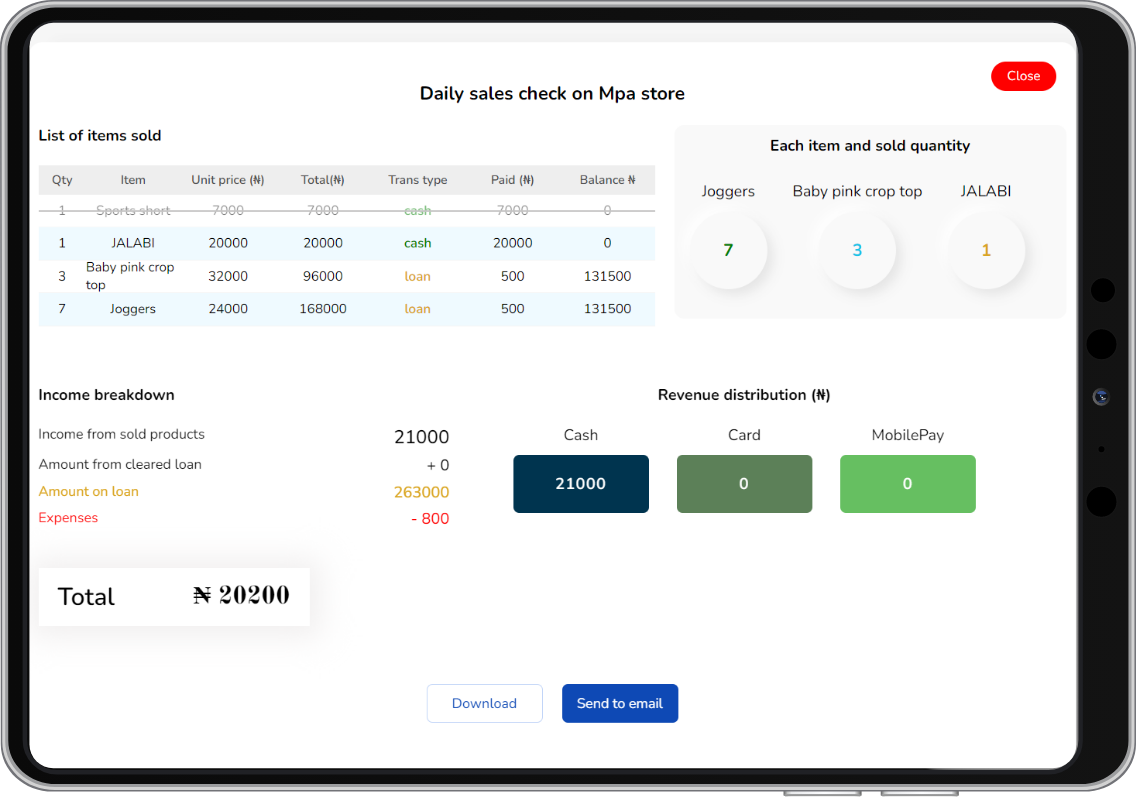 Close
Daily sales check on Mpa store
List of items sold
Qty Item Unit price (₦) Total(₦) Trans type Paid (₦) Balance ₦
1 Sports short 7000 7000 cash 7000 0
1 JALABI 20000 20000 cash 20000 0
3 Baby pink crop top 32000 96000 loan 500 131500
7 Joggers 24000 168000 loan 500 131500
Each item and sold quantity
Joggers Baby pink crop top JALABI
7 3 1
Income breakdown
Income from sold products 21000
Amount from cleared loan + 0
Amount on loan 263000
Expenses - 800
Total ₦ 20200
Revenue distribution (₦)
Cash Card MobilePay
21000 0 0
Download Send to email